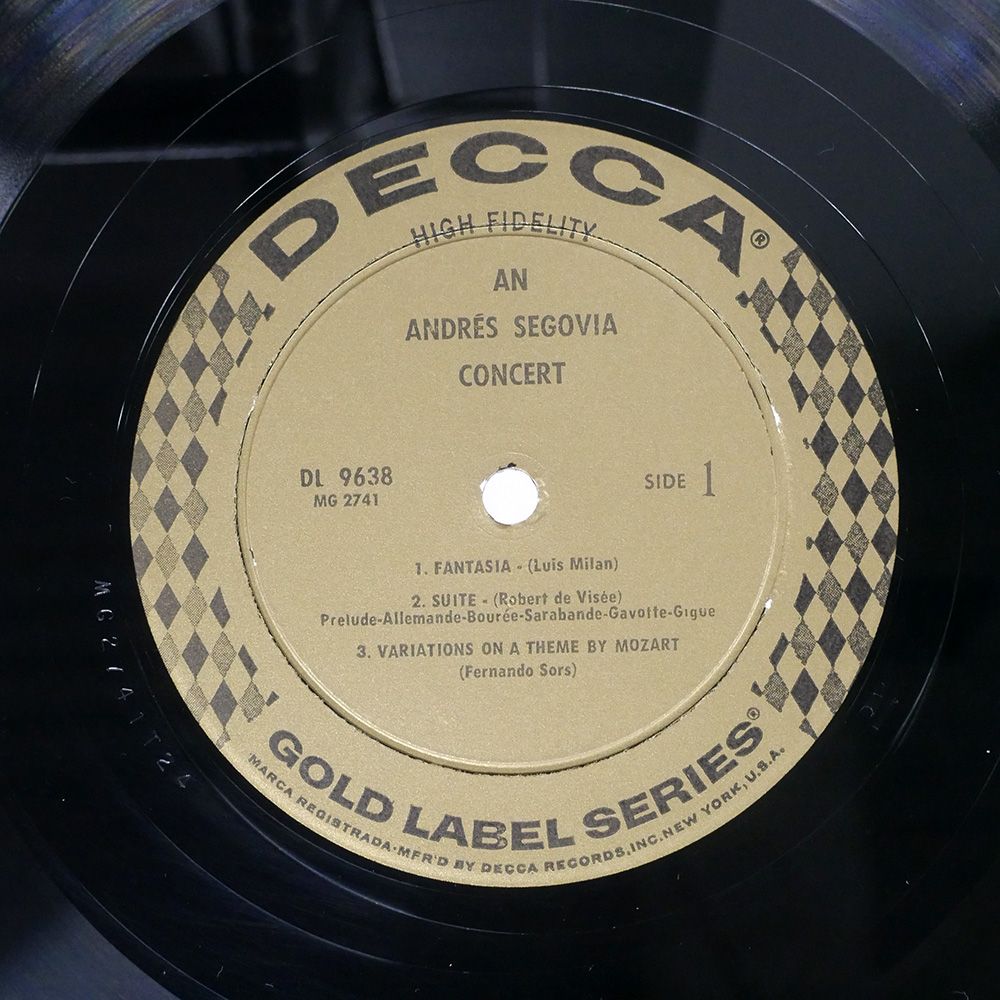 DECCA®
HIGH FIDELITY
AN
ANDRÉS SEGOVIA
CONCERT
DL 9638
MG 2741
SIDE 1
1. FANTASIA - (Luis Milan)
2. SUITE - (Robert de Visée)
Prelude-Allemande-Bourée-Sarabande-Gavotte-Gigue
3. VARIATIONS ON A THEME BY MOZART
(Fernando Sors)
GOLD LABEL SERIES®
MARCA REGISTRADA·MFR'D BY DECCA RECORDS, INC. NEW YORK, U.S.A.
MG2741 T24